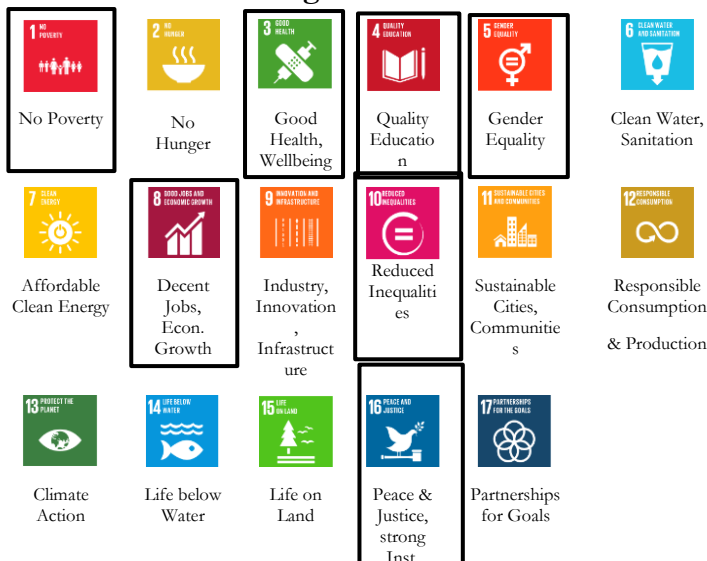 1 NO
POVERTY
2 NO
HUNGER
3 GOOD
HEALTH
4 QUALITY
EDUCATION
5 GENDER
EQUALITY
6 CLEAN WATER
AND SANITATION
No Poverty
No
Hunger
Good
Health,
Wellbeing
Quality
Educatio
n
Gender
Equality
Clean Water,
Sanitation
7 CLEAN
ENERGY
8 GOOD JOBS AND
ECONOMIC GROWTH
9 INNOVATION AND
INFRASTRUCTURE
10 REDUCED
INEQUALITIES
11 SUSTAINABLE CITIES
AND COMMUNITIES
12 RESPONSIBLE
CONSUMPTION
Affordable
Clean Energy
Decent
Jobs,
Econ.
Growth
Industry,
Innovation
,
Infrastruct
ure
Reduced
Inequaliti
es
Sustainable
Cities,
Communitie
s
Responsible
Consumption
& Production
13 PROTECT THE
PLANET
14 LIFE BELOW
WATER
15 LIFE
ON LAND
16 PEACE AND
JUSTICE
17 PARTNERSHIPS
FOR THE GOALS
Climate
Action
Life below
Water
Life on
Land
Peace &
Justice,
strong
Inst.
Partnerships
for Goals